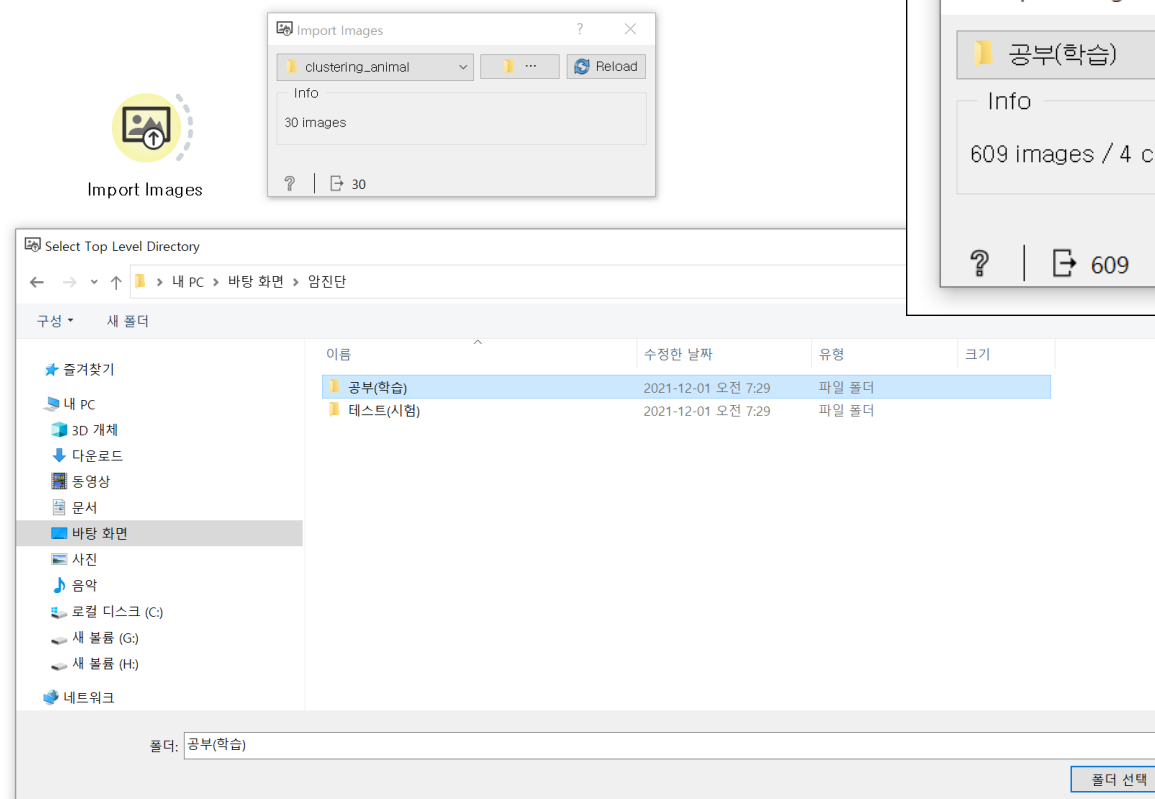 Import Images
Import Images
clustering_animal
...
Reload
Info
30 images
30
공부(학습)
Info
609 images / 4 c
609
Select Top Level Directory
내 PC > 바탕 화면 > 암진단
구성
새 폴더
이름
수정한 날짜
유형
크기
공부(학습) 2021-12-01 오전 7:29 파일 폴더
테스트(시험) 2021-12-01 오전 7:29 파일 폴더
즐겨찾기
내 PC
3D 개체
다운로드
동영상
문서
바탕 화면
사진
음악
로컬 디스크 (C:)
새 볼륨 (G:)
새 볼륨 (H:)
네트워크
폴더: 공부(학습)
폴더 선택